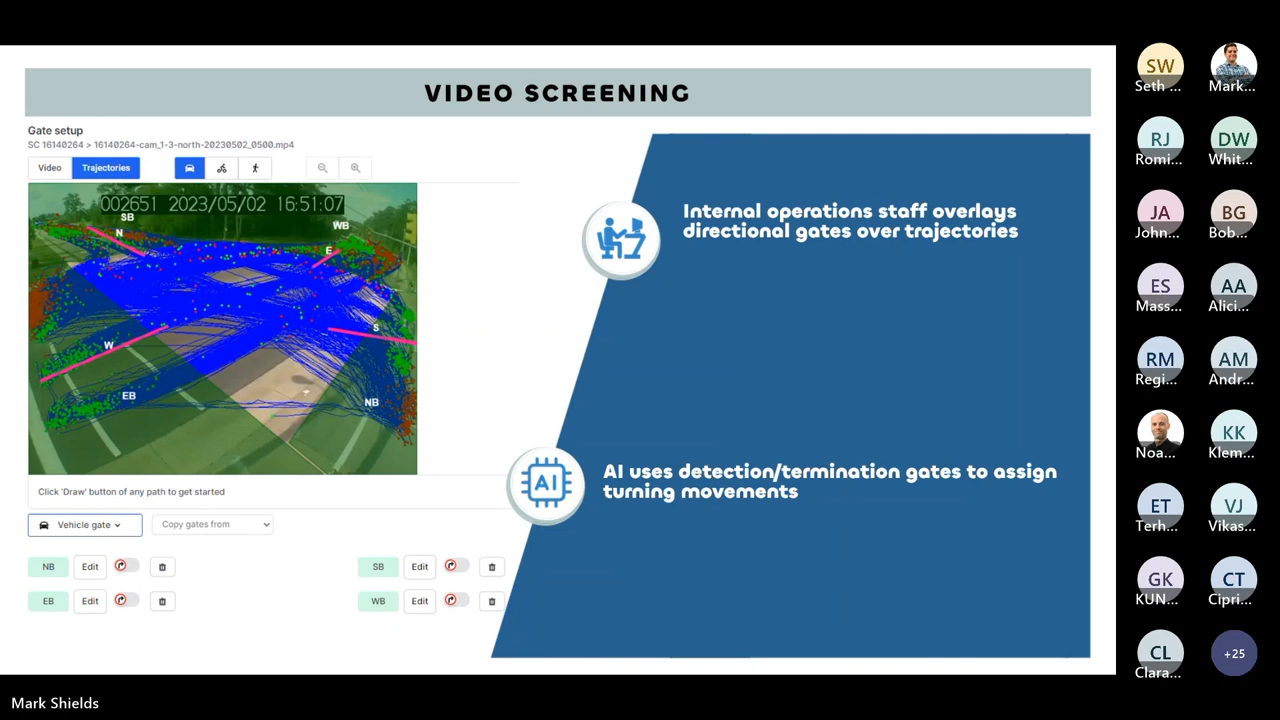 VIDEO SCREENING
Gate setup
SC 16140264 > 16140264-cam_1-3-north-20230502_0500.mp4
Video
Trajectories
002651 2023/05/02 16:51:07
SB
N
WB
E
S
W
EB
NB
Click 'Draw' button of any path to get started
Vehicle gate
Copy gates from
NB Edit
SB Edit
EB Edit
WB Edit
Internal operations staff overlays
directional gates over trajectories
AI
AI uses detection/termination gates to assign
turning movements
SW
Seth ...
Mark...
RJ
Romi...
DW
Whit...
JA
John...
BG
Bob...
ES
Mass...
AA
Alici...
RM
Regi...
AM
Andr...
Noa...
KK
Klem...
ET
Terh...
VJ
Vikas...
GK
KUN...
CT
Cipri...
CL
Clara...
+25
Mark Shields